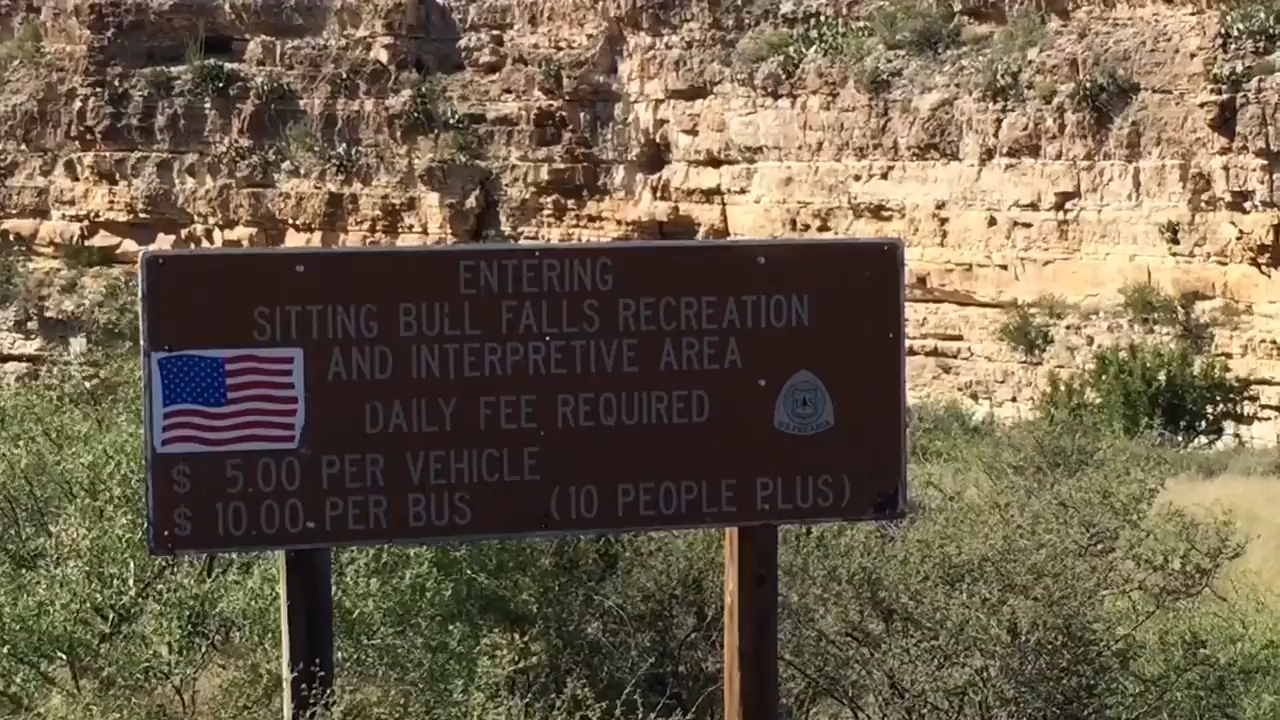 ENTERING
SITTING BULL FALLS RECREATION
AND INTERPRETIVE AREA
DAILY FEE REQUIRED
$ 5.00 PER VEHICLE
$ 10.00 PER BUS (10 PEOPLE PLUS)